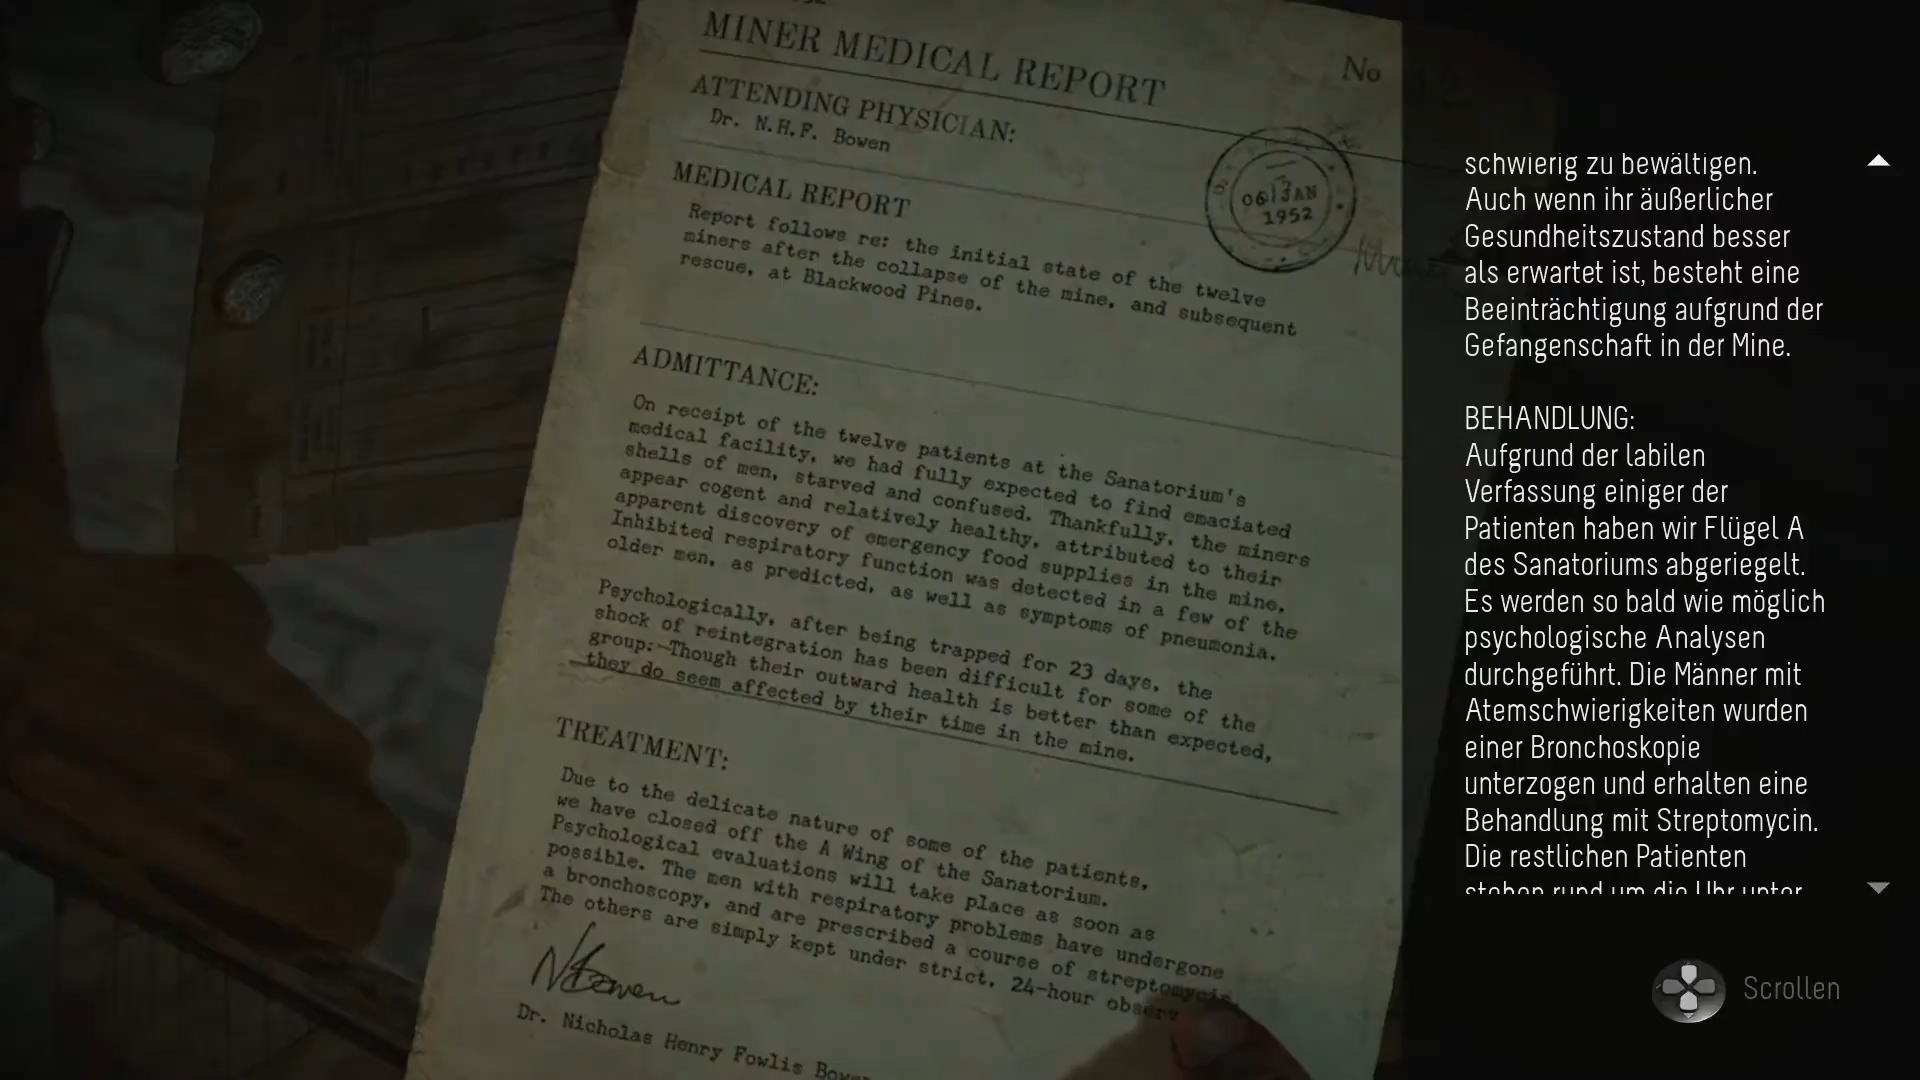 MINER MEDICAL REPORT
No
ATTENDING PHYSICIAN:
Dr. N.H.F. Bowen
06 JAN
1952
MEDICAL REPORT
Report follows re: the initial state of the twelve
miners after the collapse of the mine, and subsequent
rescue, at Blackwood Pines.
ADMITTANCE:
On receipt of the twelve patients at the Sanatorium's
medical facility, we had fully expected to find emaciated
shells of men, starved and confused. Thankfully, the miners
appear cogent and relatively healthy, attributed to their
apparent discovery of emergency food supplies in the mine.
Inhibited respiratory function was detected in a few of the
older men, as predicted, as well as symptoms of pneumonia.
Psychologically, after being trapped for 23 days, the
shock of reintegration has been difficult for some of the
group: Though their outward health is better than expected,
they do seem affected by their time in the mine.
TREATMENT:
Due to the delicate nature of some of the patients,
we have closed off the A Wing of the Sanatorium.
Psychological evaluations will take place as soon as
possible. The men with respiratory problems have undergone
a bronchoscopy, and are prescribed a course of streptomycin.
The others are simply kept under strict, 24-hour observ
NBowen
Dr. Nicholas Henry Fowlis Bowe
schwierig zu bewältigen.
Auch wenn ihr äußerlicher
Gesundheitszustand besser
als erwartet ist, besteht eine
Beeinträchtigung aufgrund der
Gefangenschaft in der Mine.
BEHANDLUNG:
Aufgrund der labilen
Verfassung einiger der
Patienten haben wir Flügel A
des Sanatoriums abgeriegelt.
Es werden so bald wie möglich
psychologische Analysen
durchgeführt. Die Männer mit
Atemschwierigkeiten wurden
einer Bronchoskopie
unterzogen und erhalten eine
Behandlung mit Streptomycin.
Die restlichen Patienten
stehen rund um die Uhr unter
Scrollen